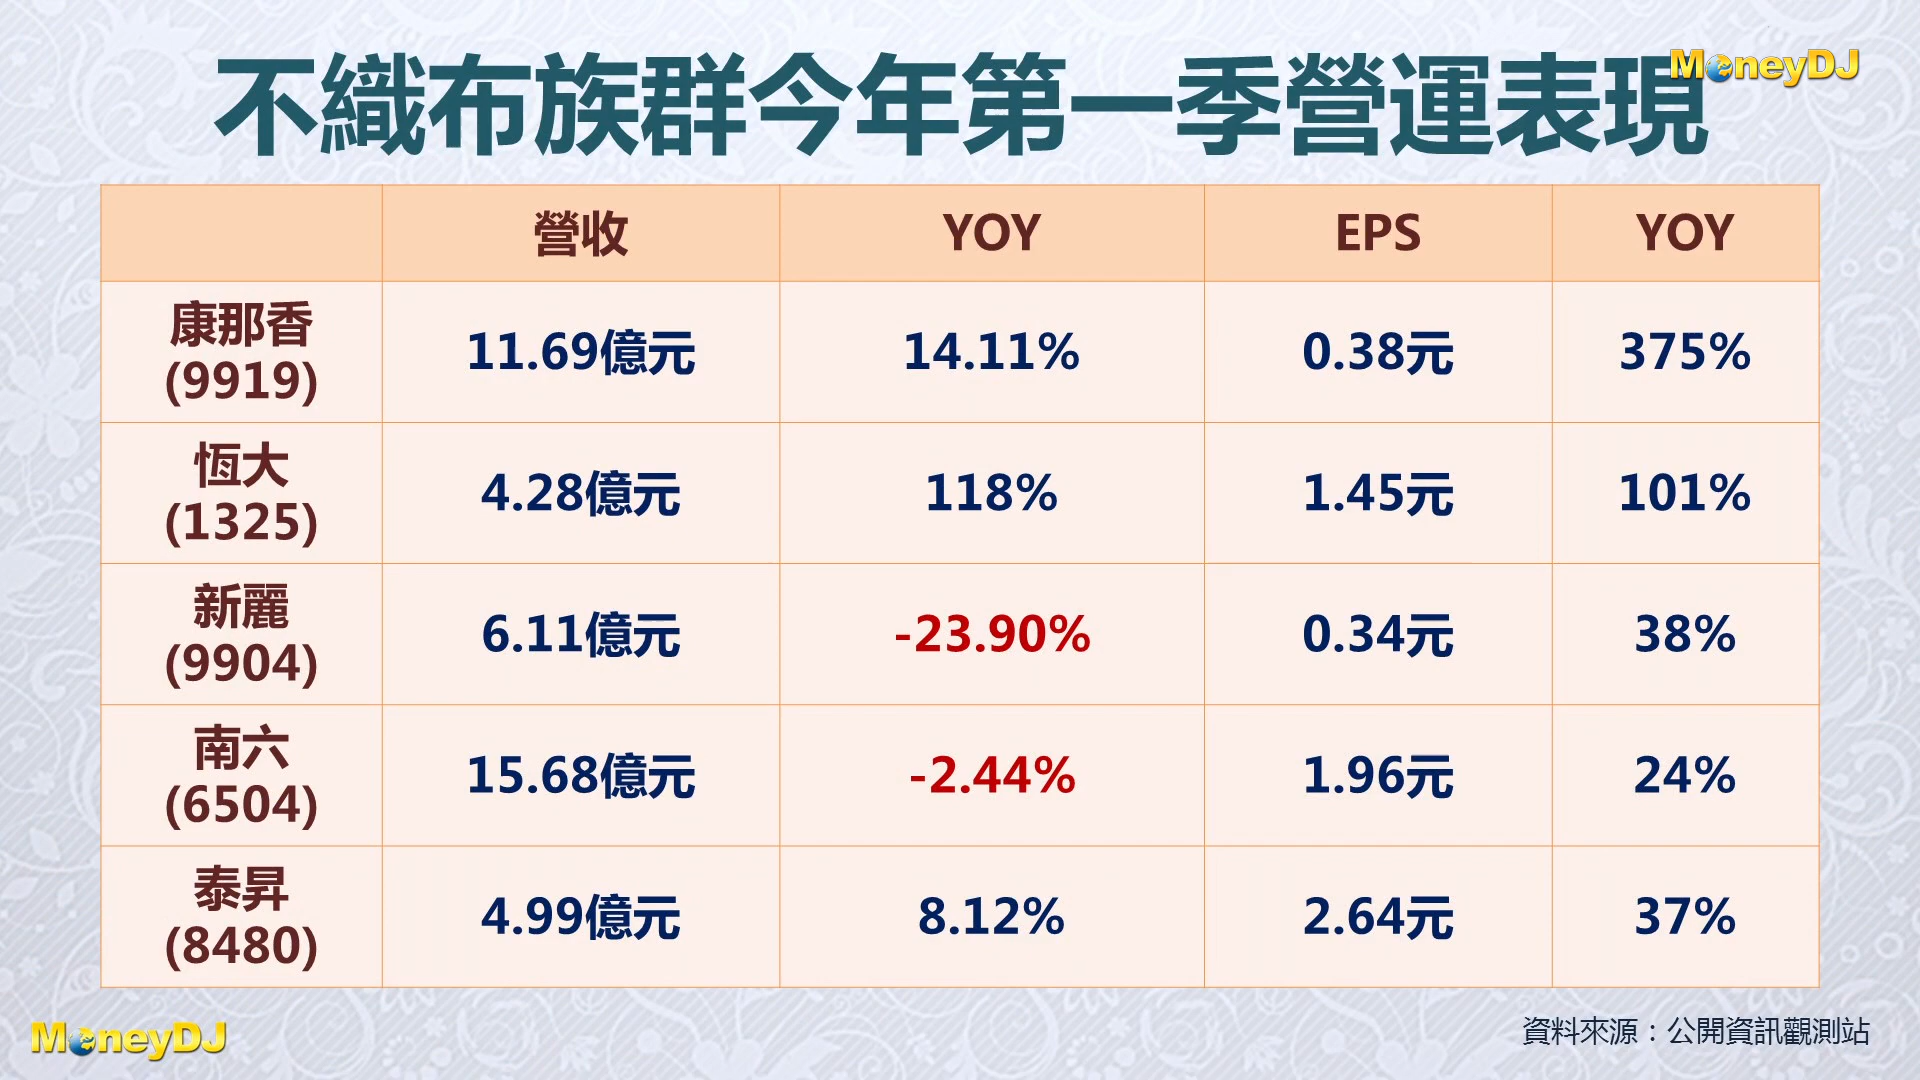 不織布族群今年第一季營運表現
MoneyDJ
營收 YOY EPS YOY
康那香
(9919)
11.69億元 14.11% 0.38元 375%
恆大
(1325)
4.28億元 118% 1.45元 101%
新麗
(9904)
6.11億元 -23.90% 0.34元 38%
南六
(6504)
15.68億元 -2.44% 1.96元 24%
泰昇
(8480)
4.99億元 8.12% 2.64元 37%
MoneyDJ
資料來源：公開資訊觀測站